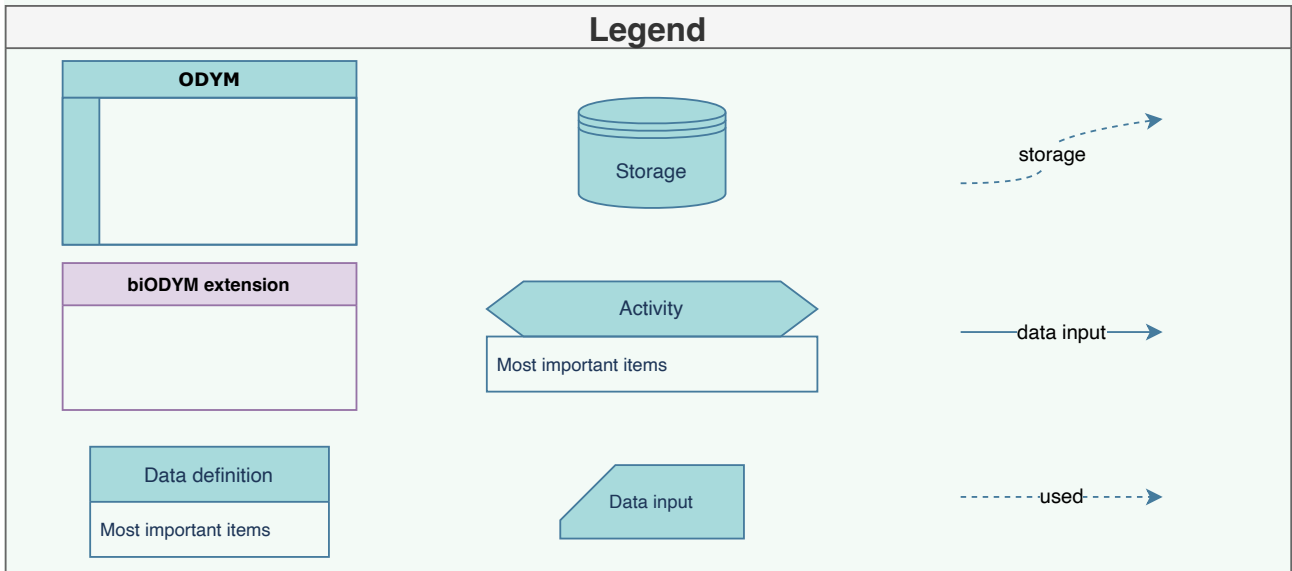 Legend
ODYM
Storage
storage
biODYM extension
Activity
Most important items
data input
Data definition
Most important items
Data input
used